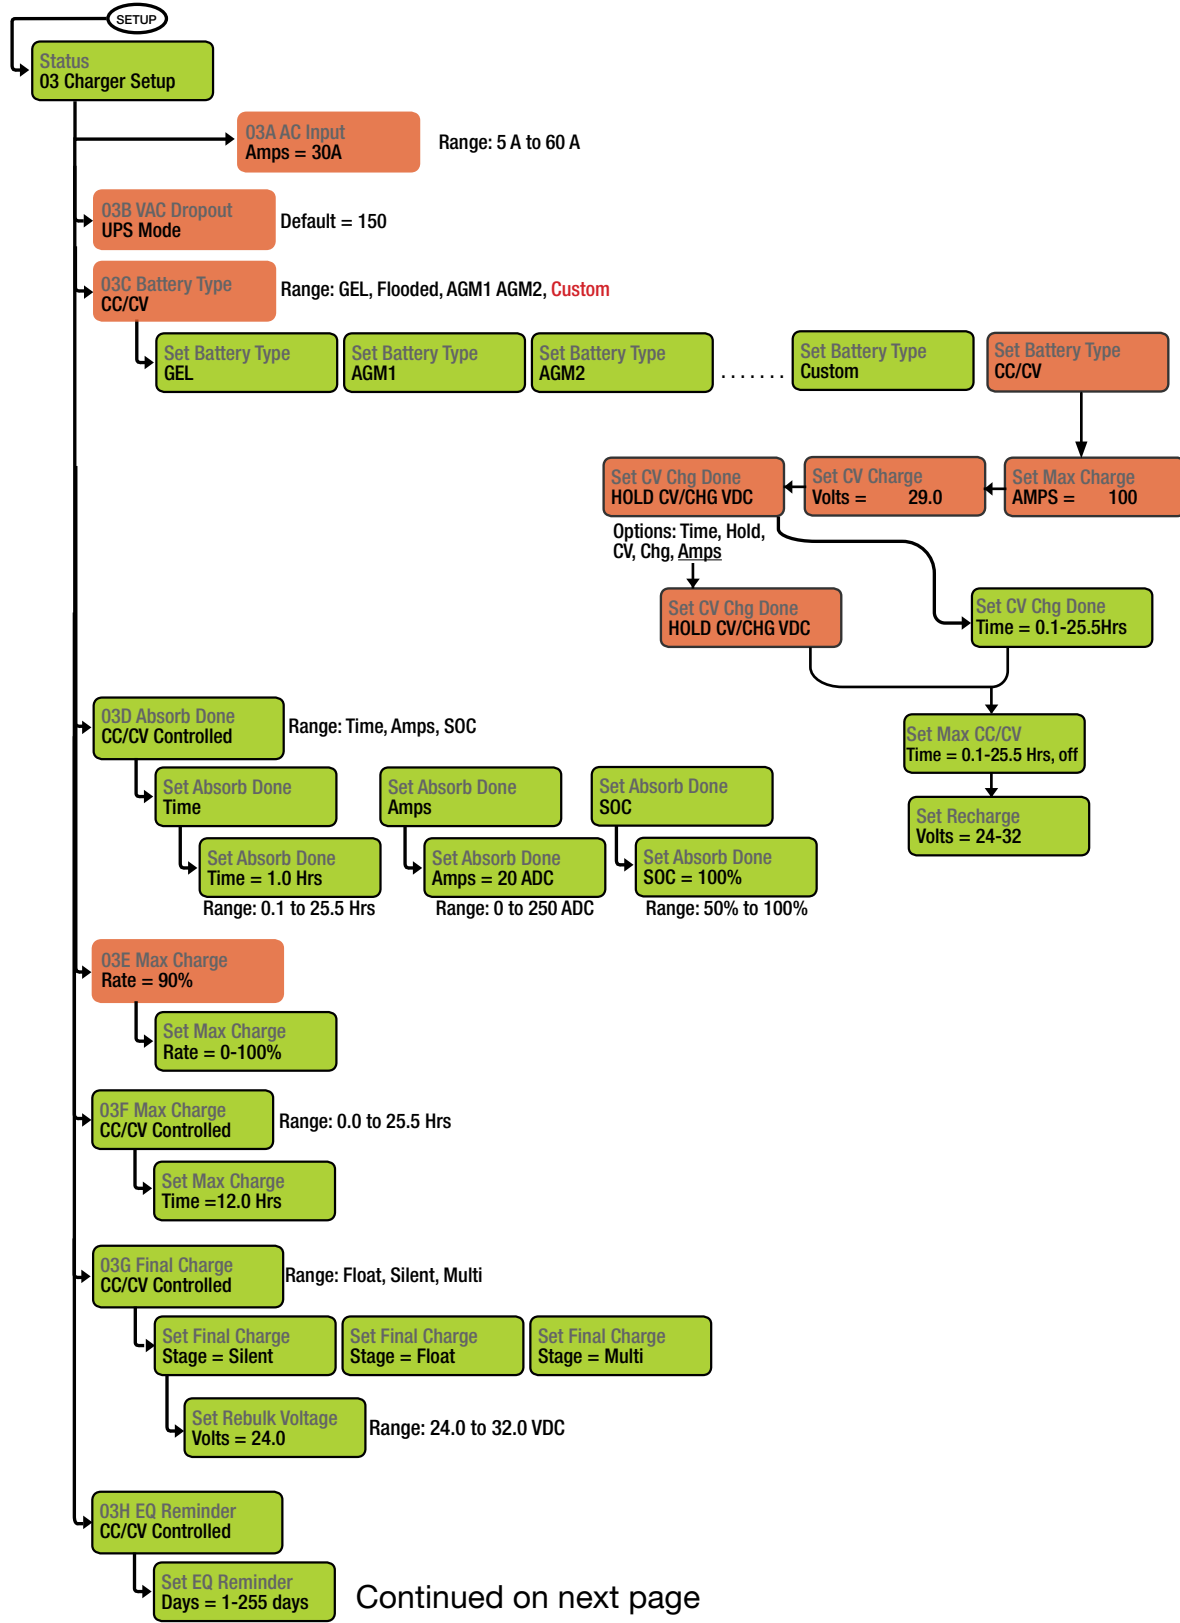 SETUP
Status
03 Charger Setup
03A AC Input
Amps = 30A
Range: 5 A to 60 A
03B VAC Dropout
UPS Mode
Default = 150
03C Battery Type
CC/CV
Range: GEL, Flooded, AGM1 AGM2, Custom
Set Battery Type
GEL
Set Battery Type
AGM1
Set Battery Type
AGM2
.......
Set Battery Type
Custom
Set Battery Type
CC/CV
Set CV Chg Done
HOLD CV/CHG VDC
Set CV Charge
Volts = 29.0
Set Max Charge
AMPS = 100
Options: Time, Hold,
CV, Chg, Amps
Set CV Chg Done
HOLD CV/CHG VDC
Set CV Chg Done
Time = 0.1-25.5Hrs
Set Max CC/CV
Time = 0.1-25.5 Hrs, off
Set Recharge
Volts = 24-32
03D Absorb Done
CC/CV Controlled
Range: Time, Amps, SOC
Set Absorb Done
Time
Set Absorb Done
Amps
Set Absorb Done
SOC
Set Absorb Done
Time = 1.0 Hrs
Set Absorb Done
Amps = 20 ADC
Set Absorb Done
SOC = 100%
Range: 0.1 to 25.5 Hrs
Range: 0 to 250 ADC
Range: 50% to 100%
03E Max Charge
Rate = 90%
Set Max Charge
Rate = 0-100%
03F Max Charge
CC/CV Controlled
Range: 0.0 to 25.5 Hrs
Set Max Charge
Time =12.0 Hrs
03G Final Charge
CC/CV Controlled
Range: Float, Silent, Multi
Set Final Charge
Stage = Silent
Set Final Charge
Stage = Float
Set Final Charge
Stage = Multi
Set Rebulk Voltage
Volts = 24.0
Range: 24.0 to 32.0 VDC
03H EQ Reminder
CC/CV Controlled
Set EQ Reminder
Days = 1-255 days
Continued on next page